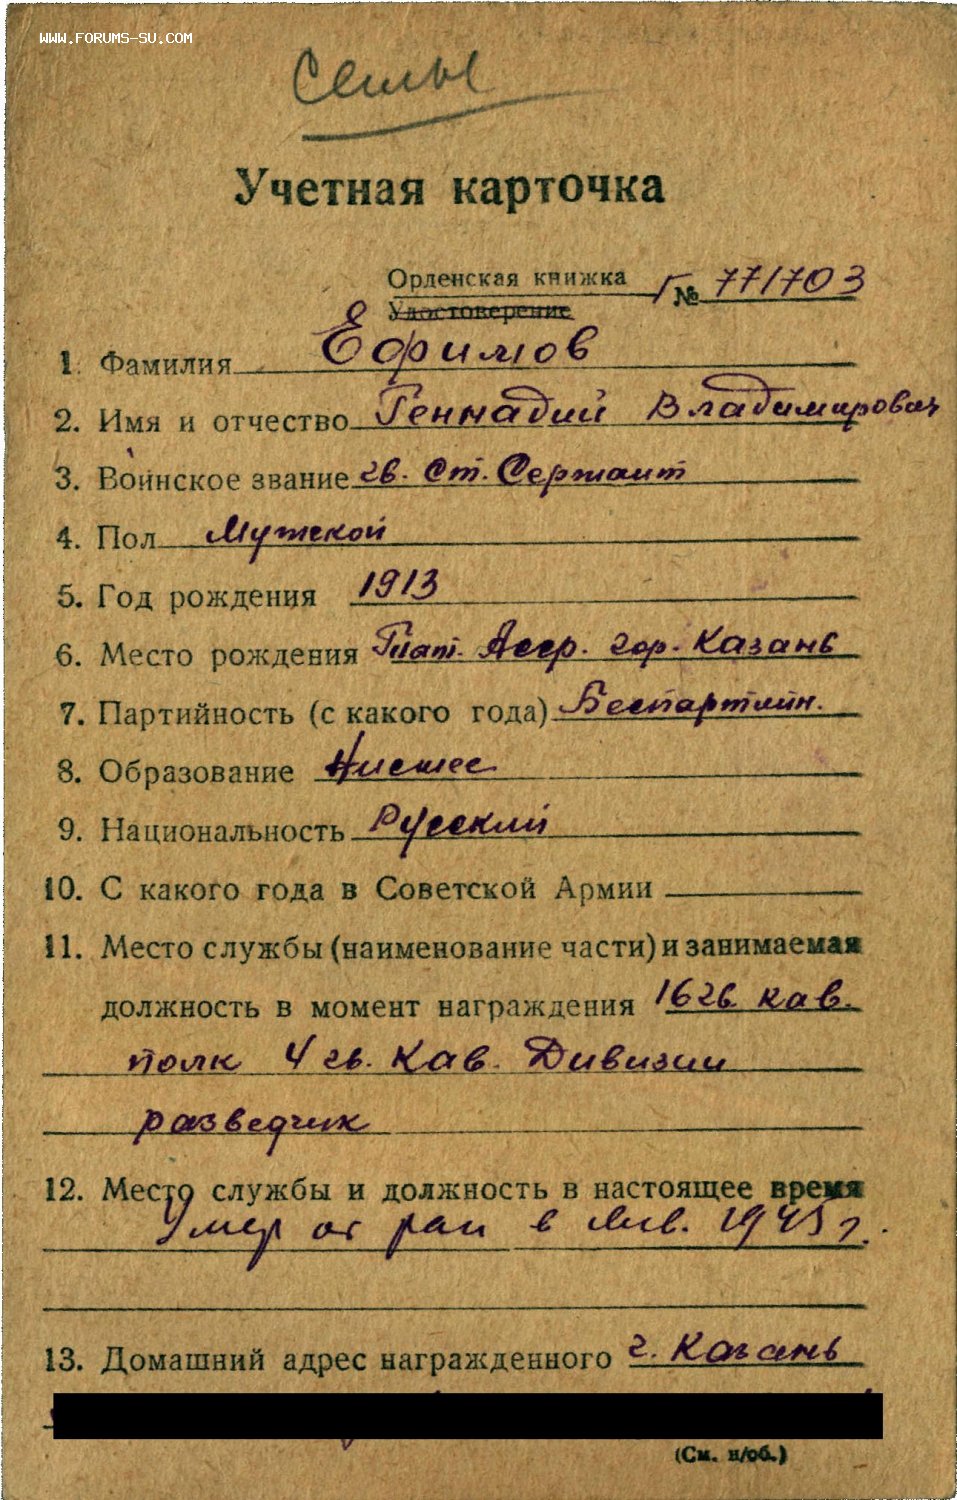 WWW.FORUMS-SU.COM
Семье
Учетная карточка
Орденская книжка
Удостоверение
Г № 771703
1. Фамилия Ефимов
2. Имя и отчество Геннадий Владимирович
3. Воинское звание гв. Ст. Сержант
4. Пол Мужской
5. Год рождения 1913
6. Место рождения Тат. Асср. гор. Казань
7. Партийность (с какого года) Беспартийн.
8. Образование Низшее
9. Национальность Русский
10. С какого года в Советской Армии
11. Место службы (наименование части) и занимаемая
должность в момент награждения 16 гв. кав.
полк 4 гв. Кав. Дивизии
разведчик
12. Место службы и должность в настоящее время
Умер от ран в Янв. 1945 г.
13. Домашний адрес награжденного г. Казань
(См. н/об.)